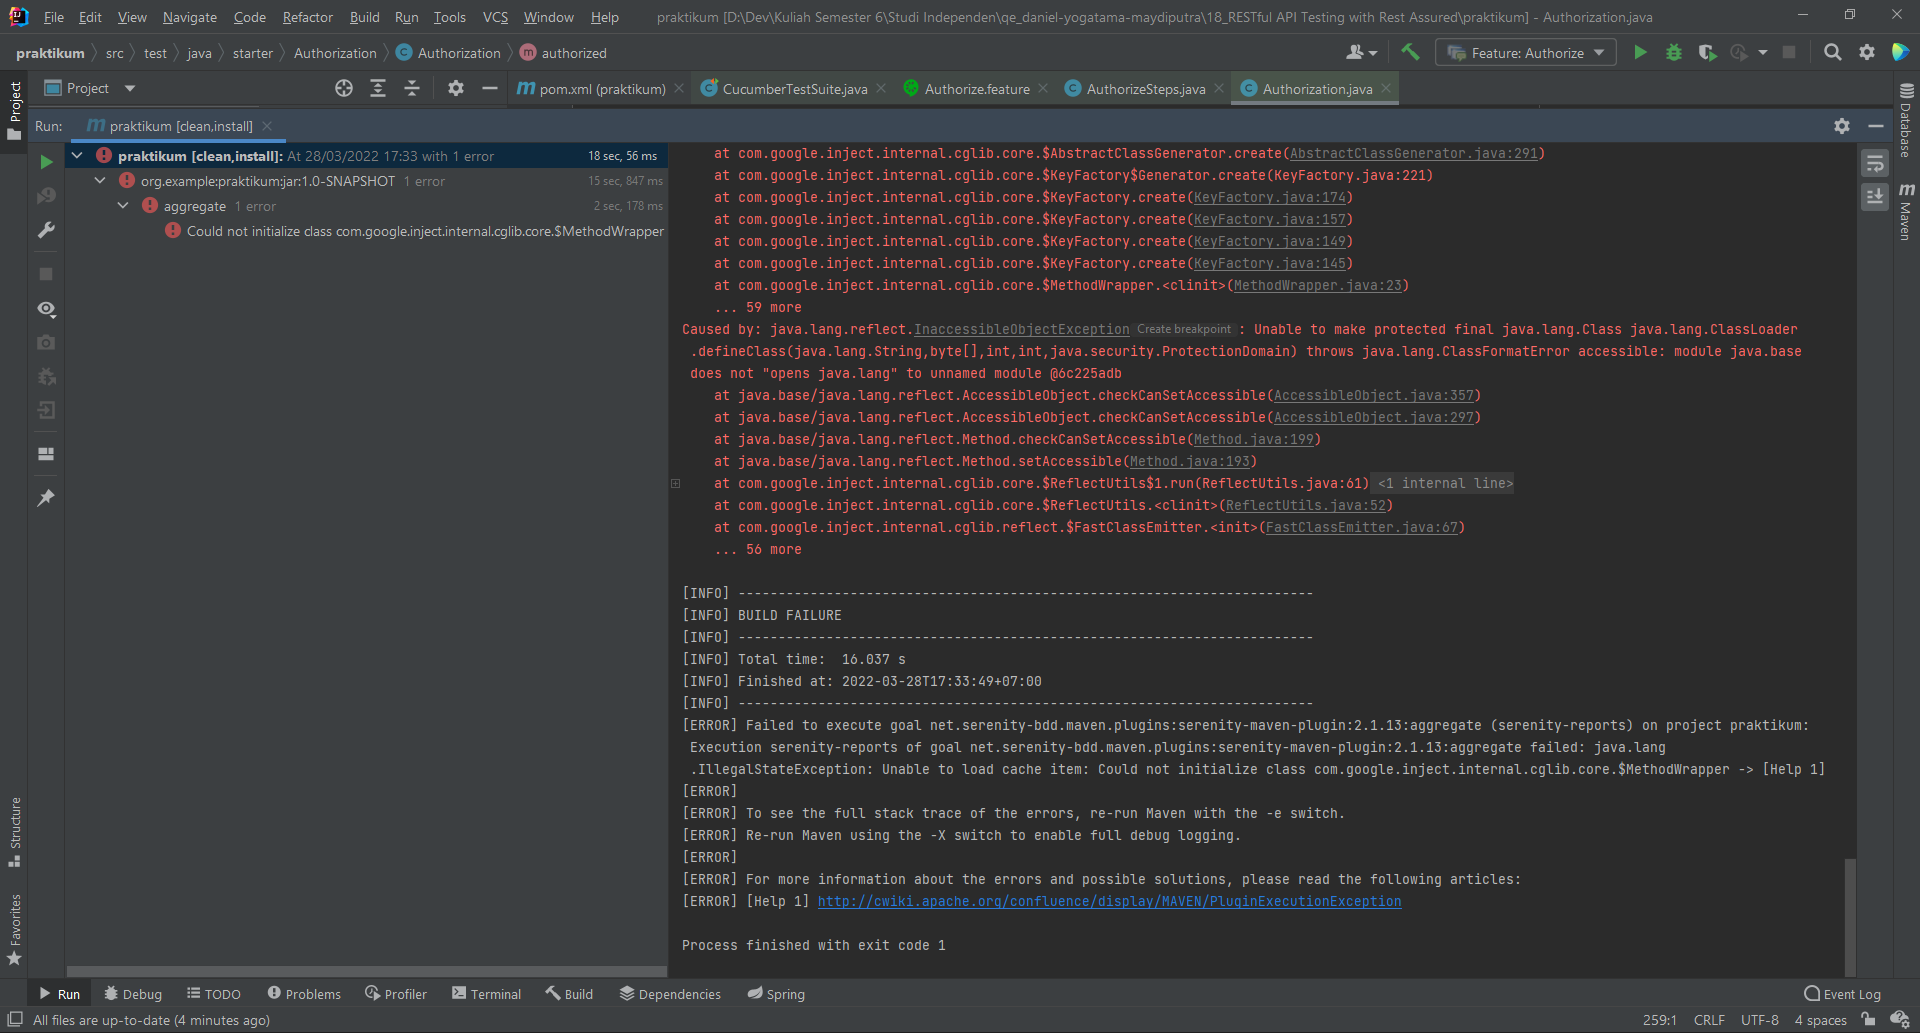 File Edit View Navigate Code Refactor Build Run Tools VCS Window Help praktikum [D:\Dev\Kuliah Semester 6\Studi Independen\qe_daniel-yogatama-maydiputra\18_RESTful API Testing with Rest Assured\praktikum] - Authorization.java
praktikum src test java starter Authorization Authorization authorized Feature: Authorize
Project
Project pom.xml (praktikum) CucumberTestSuite.java Authorize.feature AuthorizeSteps.java Authorization.java
Database
Maven
Run: praktikum [clean,install]
praktikum [clean,install]: At 28/03/2022 17:33 with 1 error 18 sec, 56 ms
org.example:praktikum:jar:1.0-SNAPSHOT 1 error 15 sec, 847 ms
aggregate 1 error 2 sec, 178 ms
Could not initialize class com.google.inject.internal.cglib.core.$MethodWrapper
at com.google.inject.internal.cglib.core.$AbstractClassGenerator.create(AbstractClassGenerator.java:291)
at com.google.inject.internal.cglib.core.$KeyFactory$Generator.create(KeyFactory.java:221)
at com.google.inject.internal.cglib.core.$KeyFactory.create(KeyFactory.java:174)
at com.google.inject.internal.cglib.core.$KeyFactory.create(KeyFactory.java:157)
at com.google.inject.internal.cglib.core.$KeyFactory.create(KeyFactory.java:149)
at com.google.inject.internal.cglib.core.$KeyFactory.create(KeyFactory.java:145)
at com.google.inject.internal.cglib.core.$MethodWrapper.<clinit>(MethodWrapper.java:23)
... 59 more
Caused by: java.lang.reflect.InaccessibleObjectException Create breakpoint : Unable to make protected final java.lang.Class java.lang.ClassLoader
.defineClass(java.lang.String,byte[],int,int,java.security.ProtectionDomain) throws java.lang.ClassFormatError accessible: module java.base
does not "opens java.lang" to unnamed module @6c225adb
at java.base/java.lang.reflect.AccessibleObject.checkCanSetAccessible(AccessibleObject.java:357)
at java.base/java.lang.reflect.AccessibleObject.checkCanSetAccessible(AccessibleObject.java:297)
at java.base/java.lang.reflect.Method.checkCanSetAccessible(Method.java:199)
at java.base/java.lang.reflect.Method.setAccessible(Method.java:193)
at com.google.inject.internal.cglib.core.$ReflectUtils$1.run(ReflectUtils.java:61) <1 internal line>
at com.google.inject.internal.cglib.core.$ReflectUtils.<clinit>(ReflectUtils.java:52)
at com.google.inject.internal.cglib.reflect.$FastClassEmitter.<init>(FastClassEmitter.java:67)
... 56 more
[INFO] ------------------------------------------------------------------------
[INFO] BUILD FAILURE
[INFO] ------------------------------------------------------------------------
[INFO] Total time:  16.037 s
[INFO] Finished at: 2022-03-28T17:33:49+07:00
[INFO] ------------------------------------------------------------------------
[ERROR] Failed to execute goal net.serenity-bdd.maven.plugins:serenity-maven-plugin:2.1.13:aggregate (serenity-reports) on project praktikum:
Execution serenity-reports of goal net.serenity-bdd.maven.plugins:serenity-maven-plugin:2.1.13:aggregate failed: java.lang
.IllegalStateException: Unable to load cache item: Could not initialize class com.google.inject.internal.cglib.core.$MethodWrapper -> [Help 1]
[ERROR]
[ERROR] To see the full stack trace of the errors, re-run Maven with the -e switch.
[ERROR] Re-run Maven using the -X switch to enable full debug logging.
[ERROR]
[ERROR] For more information about the errors and possible solutions, please read the following articles:
[ERROR] [Help 1] http://cwiki.apache.org/confluence/display/MAVEN/PluginExecutionException
Process finished with exit code 1
Structure
Favorites
Run Debug TODO Problems Profiler Terminal Build Dependencies Spring Event Log
All files are up-to-date (4 minutes ago) 259:1 CRLF UTF-8 4 spaces